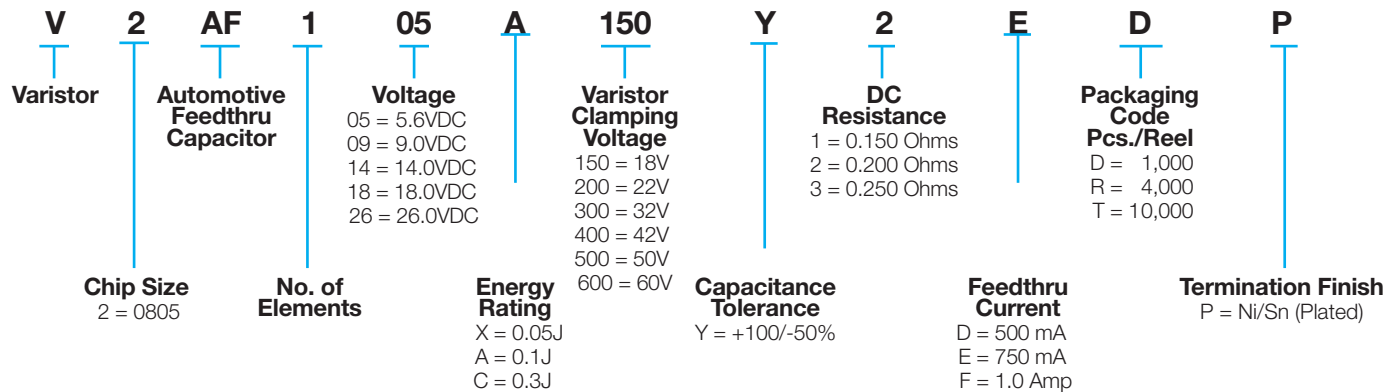 V 2 AF 1 05 A 150 Y 2 E D P
Varistor
Automotive
Feedthru
Capacitor
Voltage
05 = 5.6VDC
09 = 9.0VDC
14 = 14.0VDC
18 = 18.0VDC
26 = 26.0VDC
Varistor
Clamping
Voltage
150 = 18V
200 = 22V
300 = 32V
400 = 42V
500 = 50V
600 = 60V
DC
Resistance
1 = 0.150 Ohms
2 = 0.200 Ohms
3 = 0.250 Ohms
Packaging
Code
Pcs./Reel
D = 1,000
R = 4,000
T = 10,000
Chip Size
2 = 0805
No. of
Elements
Energy
Rating
X = 0.05J
A = 0.1J
C = 0.3J
Capacitance
Tolerance
Y = +100/-50%
Feedthru
Current
D = 500 mA
E = 750 mA
F = 1.0 Amp
Termination Finish
P = Ni/Sn (Plated)